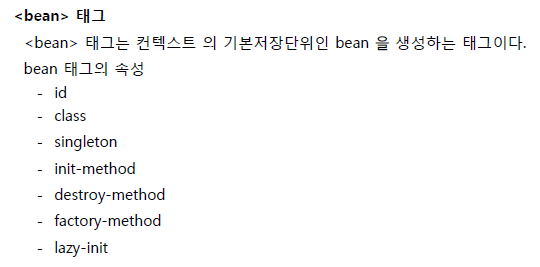 <bean> 태그
<bean> 태그는 컨텍스트 의 기본저장단위인 bean 을 생성하는 태그이다.
bean 태그의 속성
- id
- class
- singleton
- init-method
- destroy-method
- factory-method
- lazy-init